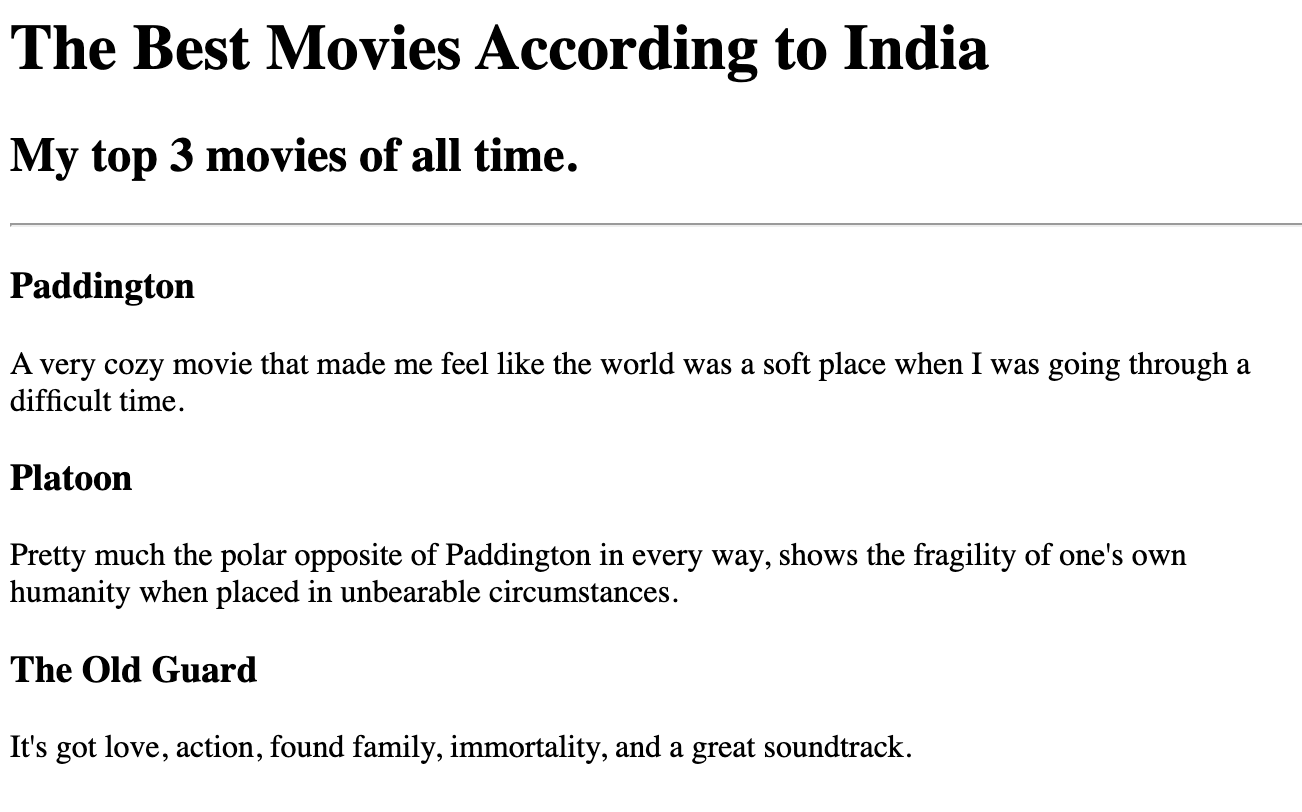 The Best Movies According to India
My top 3 movies of all time.
Paddington
A very cozy movie that made me feel like the world was a soft place when I was going through a
difficult time.
Platoon
Pretty much the polar opposite of Paddington in every way, shows the fragility of one's own
humanity when placed in unbearable circumstances.
The Old Guard
It's got love, action, found family, immortality, and a great soundtrack.